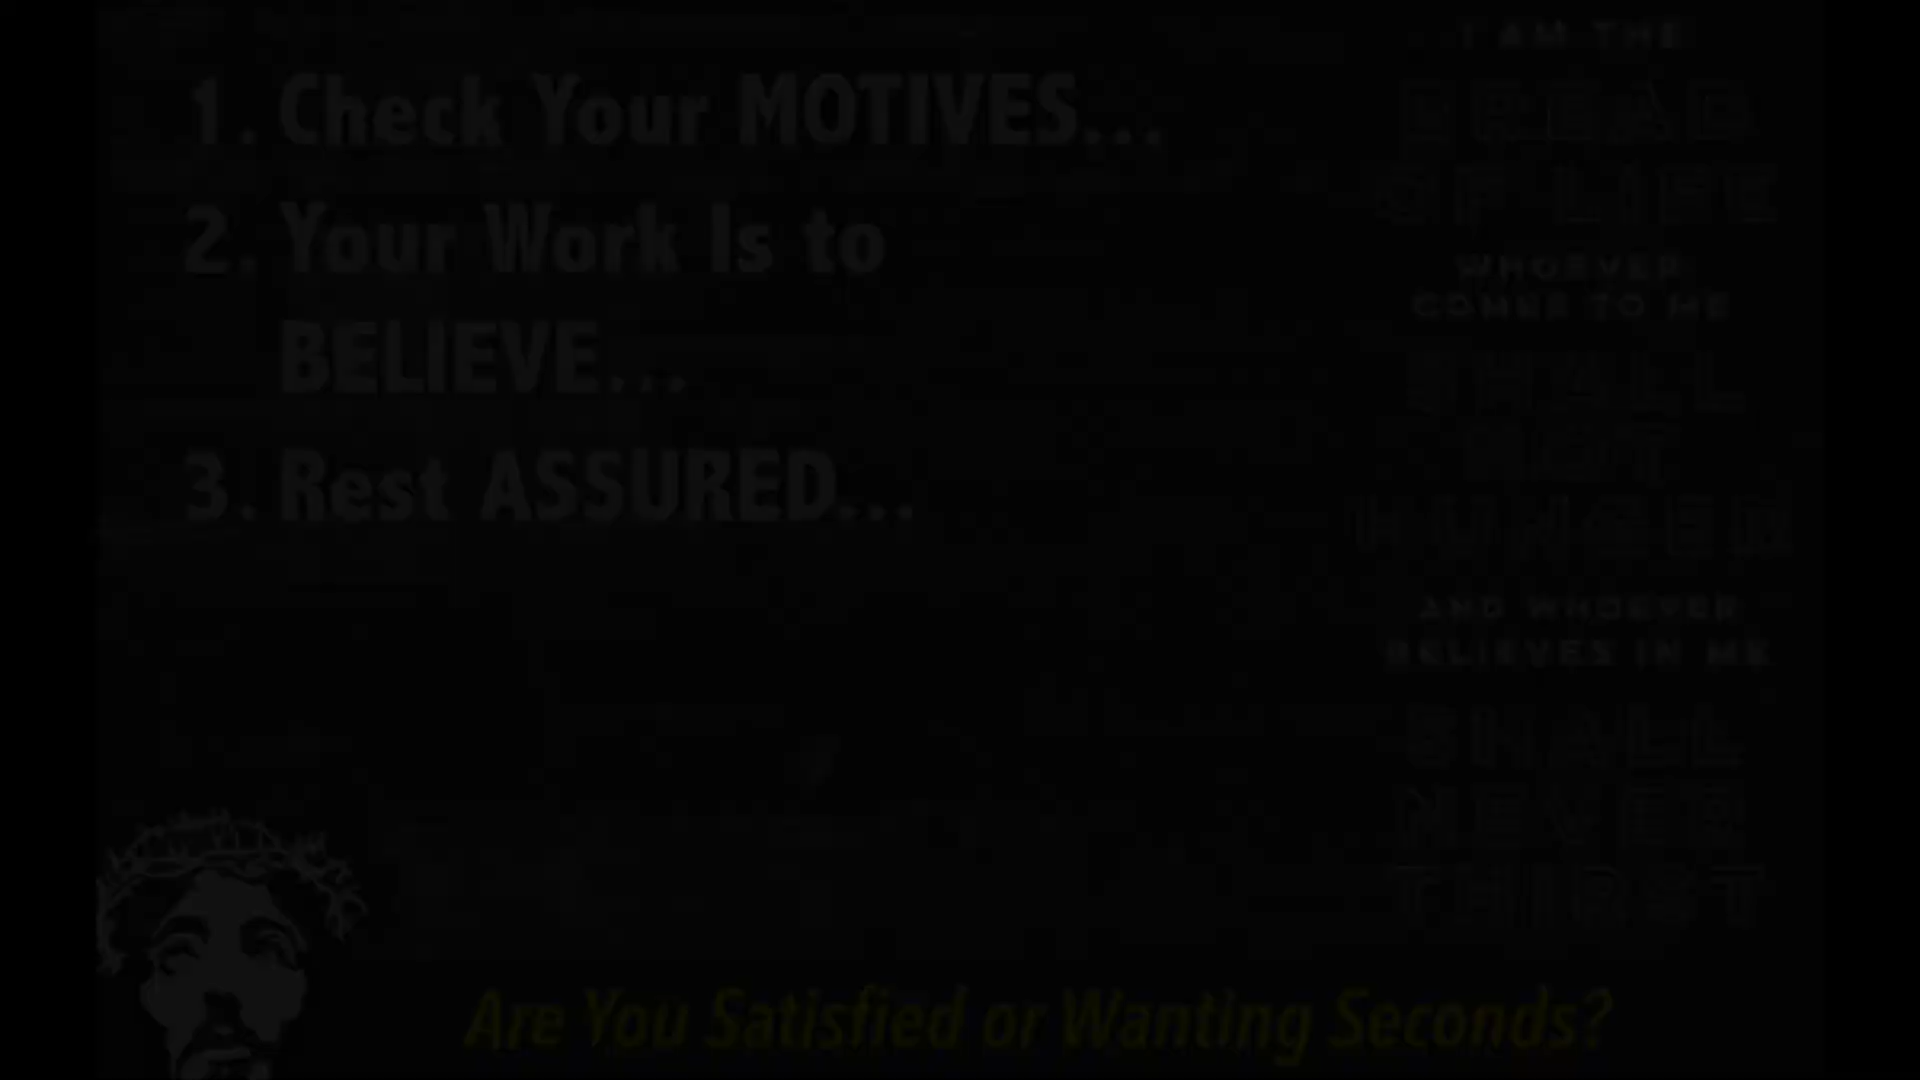 1. Check Your MOTIVES...
2. Your Work Is to
BELIEVE...
3. Rest ASSURED...
I AM THE
BREAD
OF LIFE
WHOEVER
COMES TO ME
SHALL
NOT
HUNGER
AND WHOEVER
BELIEVES IN ME
SHALL
NEVER
THIRST
Are You Satisfied or Wanting Seconds?